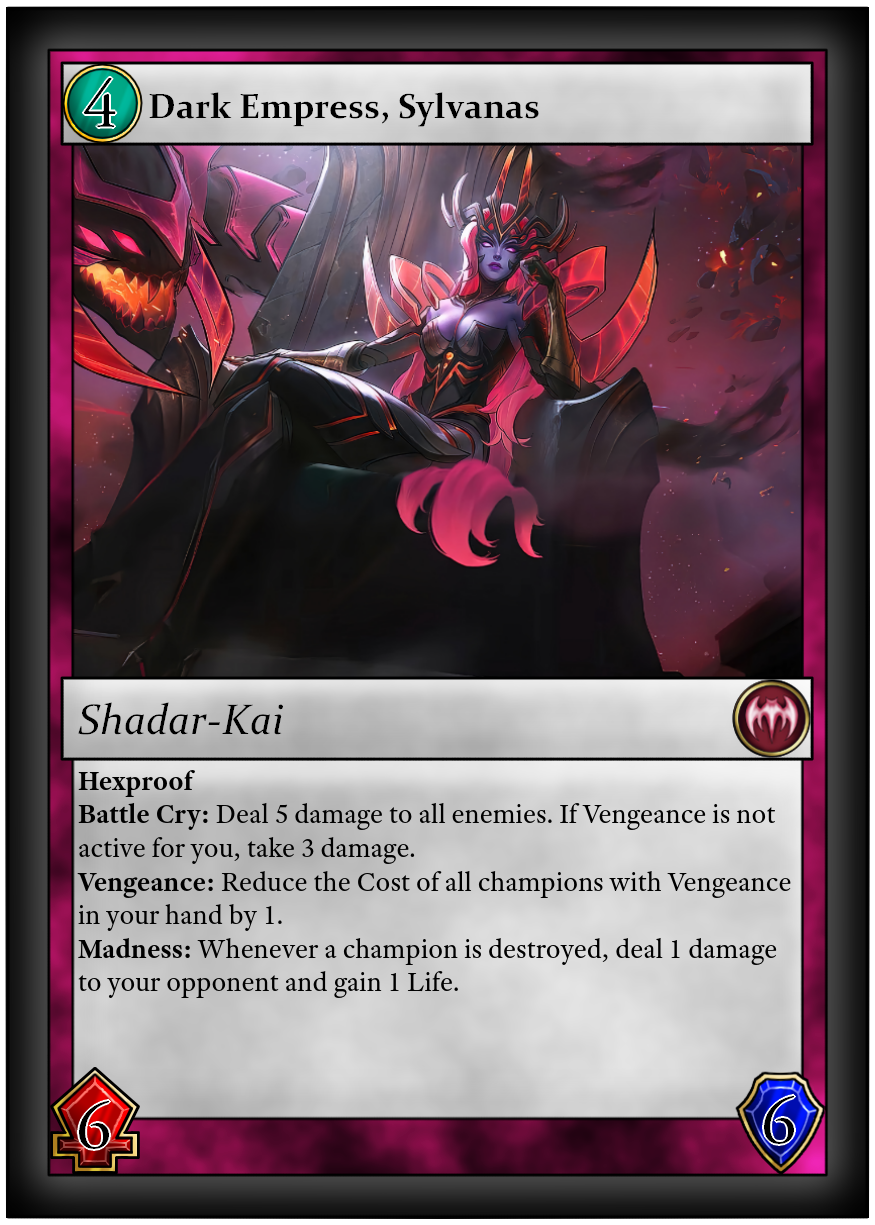 4 Dark Empress, Sylvanas
Shadar-Kai
Hexproof
Battle Cry: Deal 5 damage to all enemies. If Vengeance is not
active for you, take 3 damage.
Vengeance: Reduce the Cost of all champions with Vengeance
in your hand by 1.
Madness: Whenever a champion is destroyed, deal 1 damage
to your opponent and gain 1 Life.
6 6